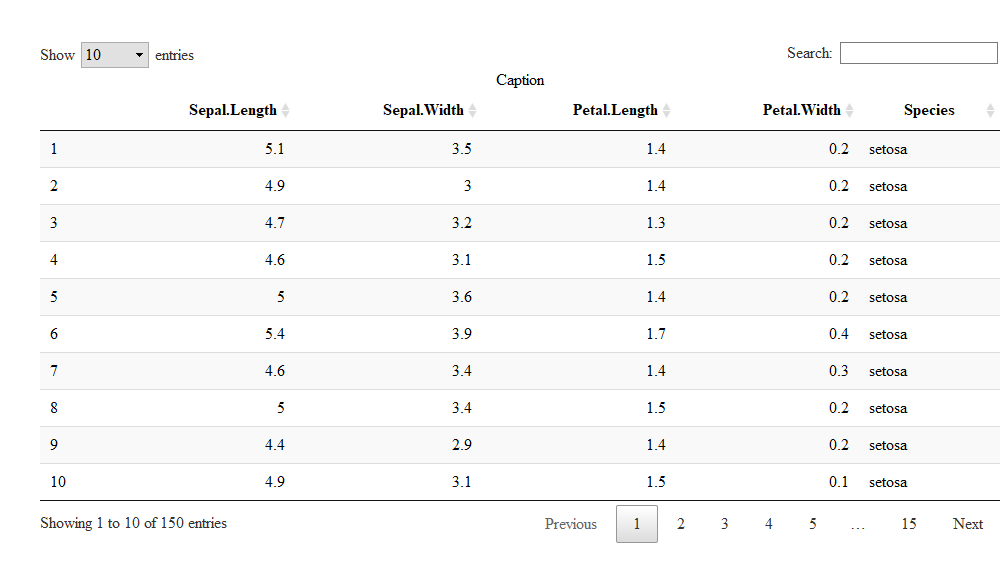 Show 10 entries Search:
Caption
Sepal.Length Sepal.Width Petal.Length Petal.Width Species
1 5.1 3.5 1.4 0.2 setosa
2 4.9 3 1.4 0.2 setosa
3 4.7 3.2 1.3 0.2 setosa
4 4.6 3.1 1.5 0.2 setosa
5 5 3.6 1.4 0.2 setosa
6 5.4 3.9 1.7 0.4 setosa
7 4.6 3.4 1.4 0.3 setosa
8 5 3.4 1.5 0.2 setosa
9 4.4 2.9 1.4 0.2 setosa
10 4.9 3.1 1.5 0.1 setosa
Showing 1 to 10 of 150 entries Previous 1 2 3 4 5 … 15 Next